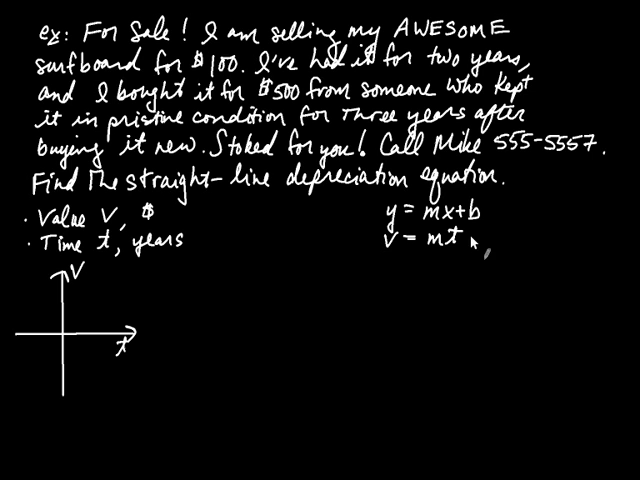 ex: For Sale! I am selling my AWESOME
surfboard for $100. I've had it for two years,
and I bought it for $500 from someone who kept
it in pristine condition for three years after
buying it new. Stoked for you! Call Mike 555-5557.
Find the straight-line depreciation equation.
· Value V, $
y = mx+b
· Time t, years
V = mt
V
t